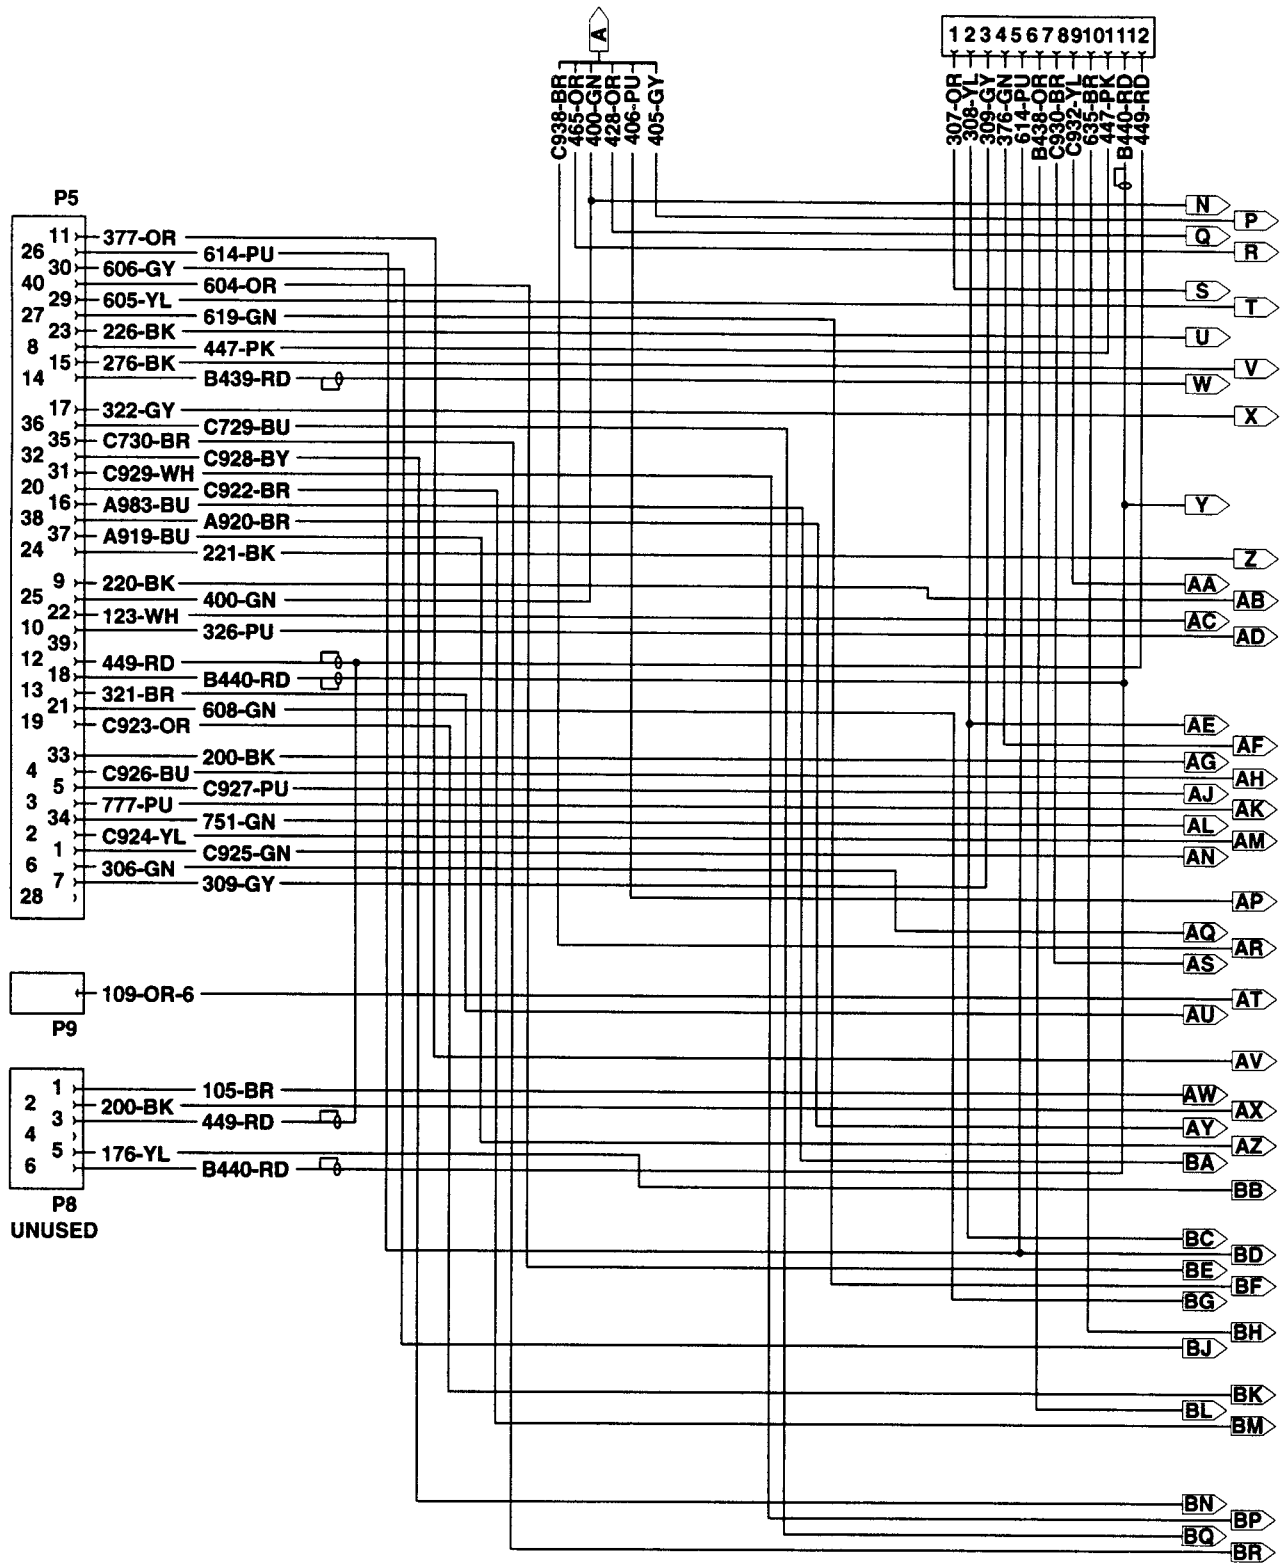 A
1 2 3 4 5 6 7 8 9 10 11 12
C938-BR
465-OR
400-GN
428-OR
406-PU
405-GY
307-OR
308-YL
309-GY
376-GN
614-PU
B438-OR
C930-BR
C932-YL
635-BR
447-PK
B440-RD
449-RD
P5
N
P
Q
R
11 377-OR
26 614-PU
30 606-GY
40 604-OR
S
29 605-YL
T
27 619-GN
23 226-BK
U
8 447-PK
15 276-BK
V
14 B439-RD
W
17 322-GY
X
36 C729-BU
35 C730-BR
32 C928-BY
31 C929-WH
20 C922-BR
16 A983-BU
Y
38 A920-BR
37 A919-BU
24 221-BK
Z
9 220-BK
AA
25 400-GN
AB
22 123-WH
AC
10 326-PU
AD
39
12 449-RD
18 B440-RD
13 321-BR
21 608-GN
19 C923-OR
AE
AF
33 200-BK
AG
4 C926-BU
AH
5 C927-PU
AJ
3 777-PU
AK
34 751-GN
AL
2 C924-YL
AM
1 C925-GN
AN
6 306-GN
7 309-GY
28
AP
AQ
AR
AS
109-OR-6
AT
P9
AU
AV
1 105-BR
AW
2 200-BK
AX
3 449-RD
AY
4
AZ
5 176-YL
BA
6 B440-RD
BB
P8
UNUSED
BC
BD
BE
BF
BG
BH
BJ
BK
BL
BM
BN
BP
BQ
BR